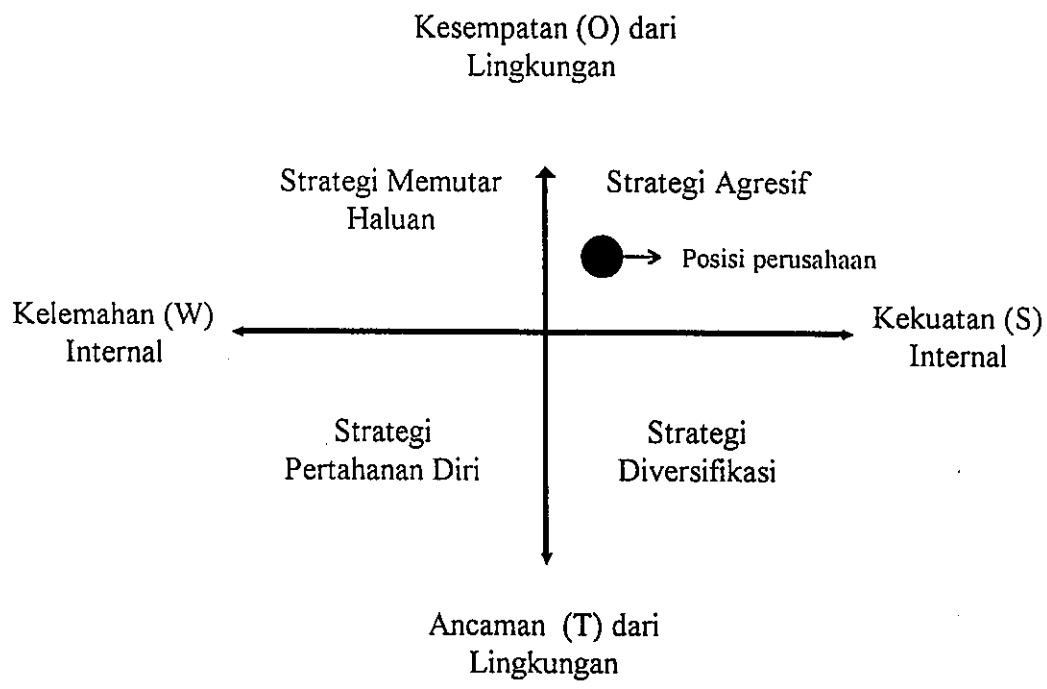 Kesempatan (O) dari
Lingkungan
Strategi Memutar
Haluan
Strategi Agresif
Posisi perusahaan
Kelemahan (W)
Internal
Kekuatan (S)
Internal
Strategi
Pertahanan Diri
Strategi
Diversifikasi
Ancaman (T) dari
Lingkungan